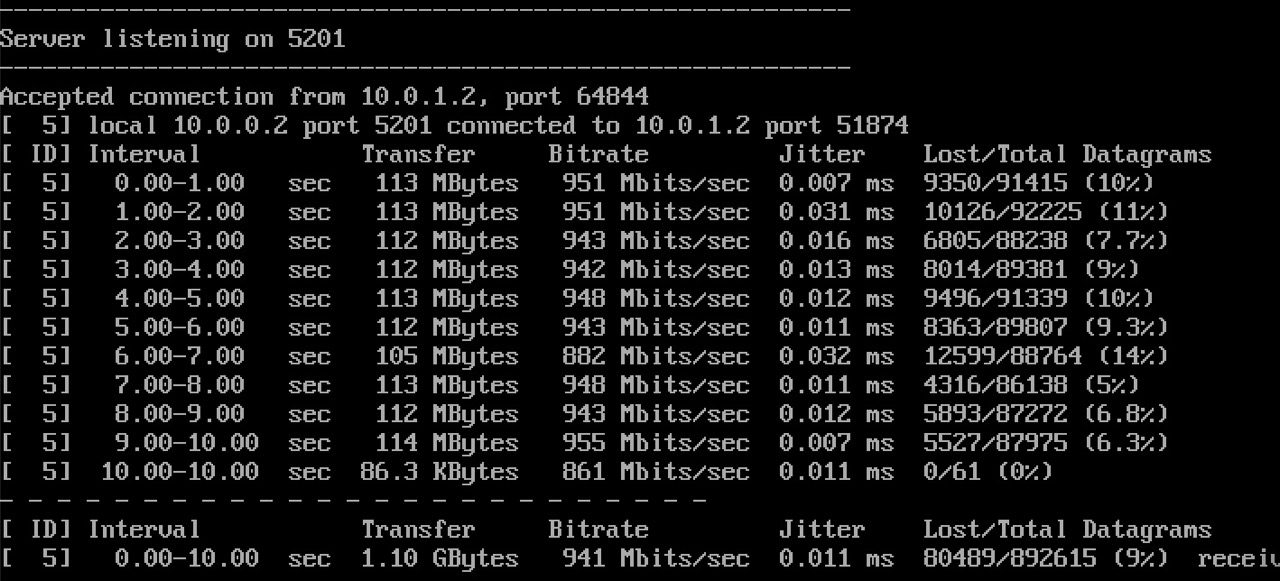 -----------------------------------------------------------
Server listening on 5201
-----------------------------------------------------------
Accepted connection from 10.0.1.2, port 64844
[  5] local 10.0.0.2 port 5201 connected to 10.0.1.2 port 51874
[ ID] Interval           Transfer     Bitrate         Jitter    Lost/Total Datagrams
[  5]   0.00-1.00   sec   113 MBytes   951 Mbits/sec  0.007 ms  9350/91415 (10%)
[  5]   1.00-2.00   sec   113 MBytes   951 Mbits/sec  0.031 ms  10126/92225 (11%)
[  5]   2.00-3.00   sec   112 MBytes   943 Mbits/sec  0.016 ms  6805/88238 (7.7%)
[  5]   3.00-4.00   sec   112 MBytes   942 Mbits/sec  0.013 ms  8014/89381 (9%)
[  5]   4.00-5.00   sec   113 MBytes   948 Mbits/sec  0.012 ms  9496/91339 (10%)
[  5]   5.00-6.00   sec   112 MBytes   943 Mbits/sec  0.011 ms  8363/89807 (9.3%)
[  5]   6.00-7.00   sec   105 MBytes   882 Mbits/sec  0.032 ms  12599/88764 (14%)
[  5]   7.00-8.00   sec   113 MBytes   948 Mbits/sec  0.011 ms  4316/86138 (5%)
[  5]   8.00-9.00   sec   112 MBytes   943 Mbits/sec  0.012 ms  5893/87272 (6.8%)
[  5]   9.00-10.00  sec   114 MBytes   955 Mbits/sec  0.007 ms  5527/87975 (6.3%)
[  5]  10.00-10.00  sec  86.3 KBytes   861 Mbits/sec  0.011 ms  0/61 (0%)
- - - - - - - - - - - - - - - - - - - - - - - - -
[ ID] Interval           Transfer     Bitrate         Jitter    Lost/Total Datagrams
[  5]   0.00-10.00  sec  1.10 GBytes   941 Mbits/sec  0.011 ms  80489/892615 (9%)  receiv